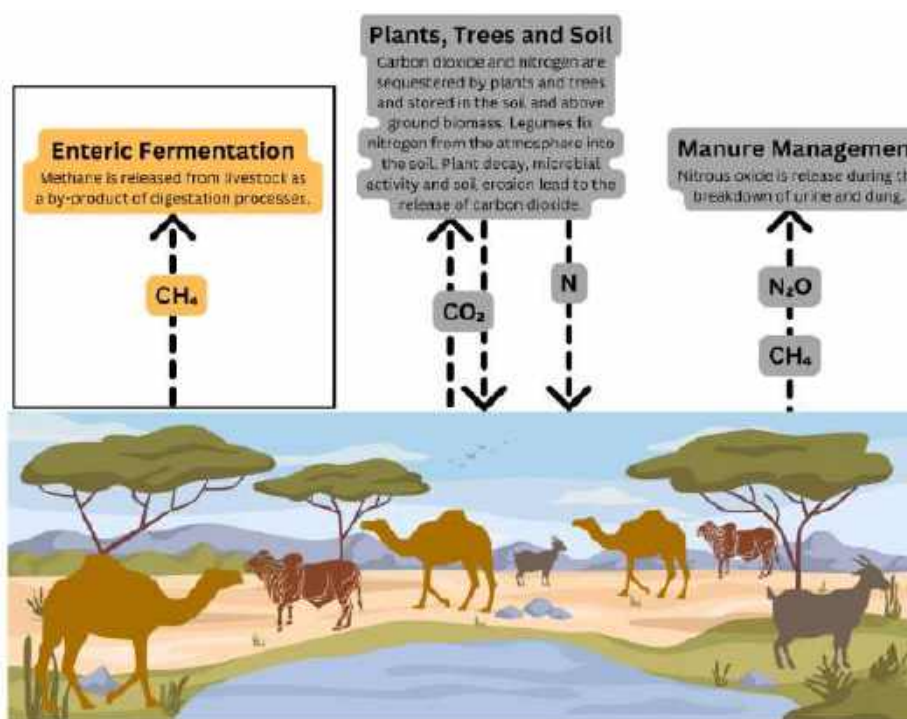 Enteric Fermentation
Methane is released from livestock as
a by-product of digestation processes.
CH₄
Plants, Trees and Soil
Carbon dioxide and nitrogen are
sequestered by plants and trees
and stored in the soil and above
ground biomass. Legumes fix
nitrogen from the atmosphere into
the soil. Plant decay, microbial
activity and soil erosion lead to the
release of carbon dioxide.
CO₂
N
Manure Managemen
Nitrous oxide is release during th
breakdown of urine and dung.
N₂O
CH₄